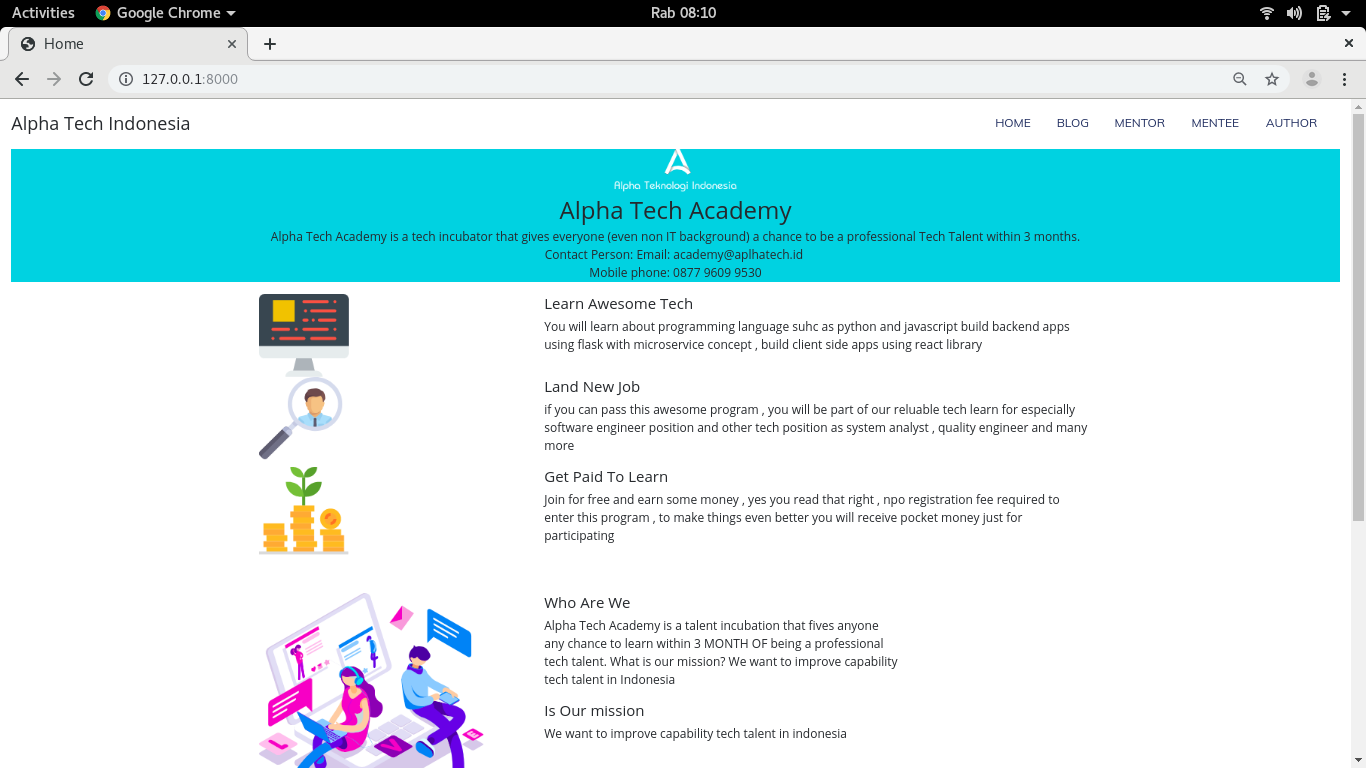 Activities Google Chrome Rab 08:10
Home
127.0.0.1:8000
Alpha Tech Indonesia HOME BLOG MENTOR MENTEE AUTHOR
Alpha Teknologi Indonesia
Alpha Tech Academy
Alpha Tech Academy is a tech incubator that gives everyone (even non IT background) a chance to be a professional Tech Talent within 3 months.
Contact Person: Email: academy@aplhatech.id
Mobile phone: 0877 9609 9530
Learn Awesome Tech
You will learn about programming language suhc as python and javascript build backend apps
using flask with microservice concept , build client side apps using react library
Land New Job
if you can pass this awesome program , you will be part of our reluable tech learn for especially
software engineer position and other tech position as system analyst , quality engineer and many
more
Get Paid To Learn
Join for free and earn some money , yes you read that right , npo registration fee required to
enter this program , to make things even better you will receive pocket money just for
participating
Who Are We
Alpha Tech Academy is a talent incubation that fives anyone
any chance to learn within 3 MONTH OF being a professional
tech talent. What is our mission? We want to improve capability
tech talent in Indonesia
Is Our mission
We want to improve capability tech talent in indonesia